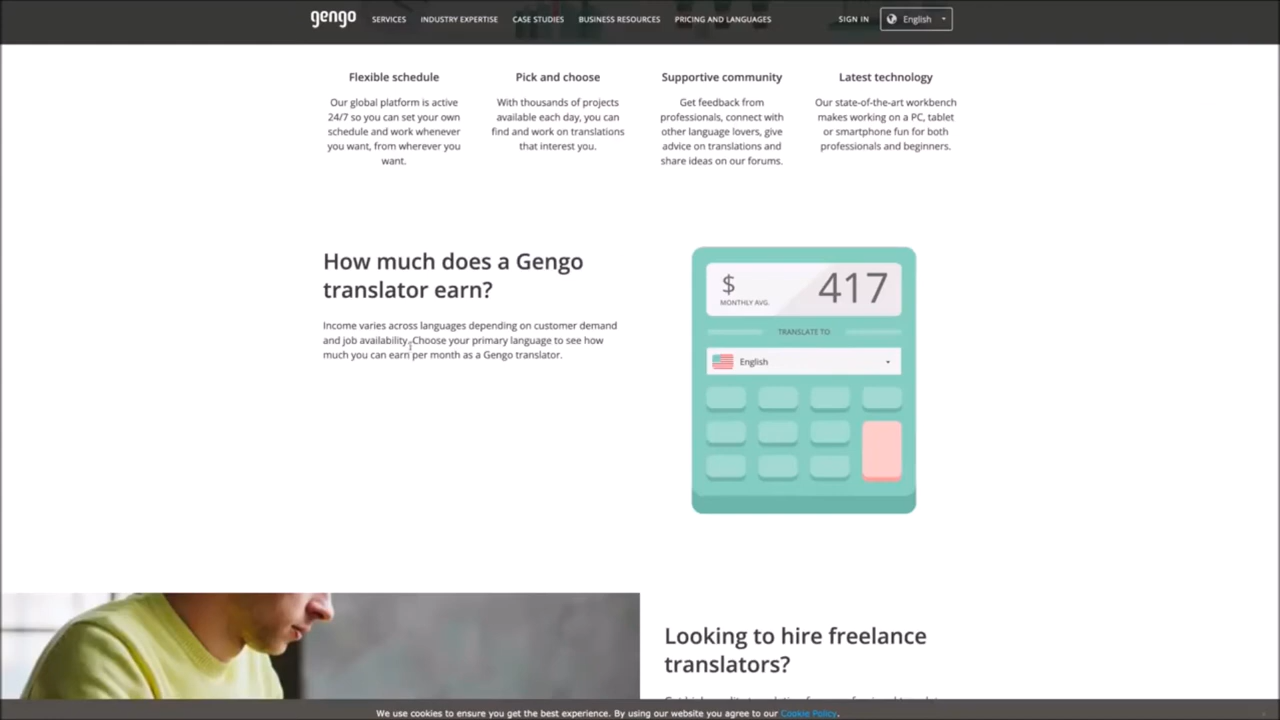 gengo SERVICES INDUSTRY EXPERTISE CASE STUDIES BUSINESS RESOURCES PRICING AND LANGUAGES SIGN IN English
Flexible schedule
Our global platform is active
24/7 so you can set your own
schedule and work whenever
you want, from wherever you
want.
Pick and choose
With thousands of projects
available each day, you can
find and work on translations
that interest you.
Supportive community
Get feedback from
professionals, connect with
other language lovers, give
advice on translations and
share ideas on our forums.
Latest technology
Our state-of-the-art workbench
makes working on a PC, tablet
or smartphone fun for both
professionals and beginners.
How much does a Gengo
translator earn?
Income varies across languages depending on customer demand
and job availability. Choose your primary language to see how
much you can earn per month as a Gengo translator.
$ 417
MONTHLY AVG.
TRANSLATE TO
English
Looking to hire freelance
translators?
We use cookies to ensure you get the best experience. By using our website you agree to our Cookie Policy.